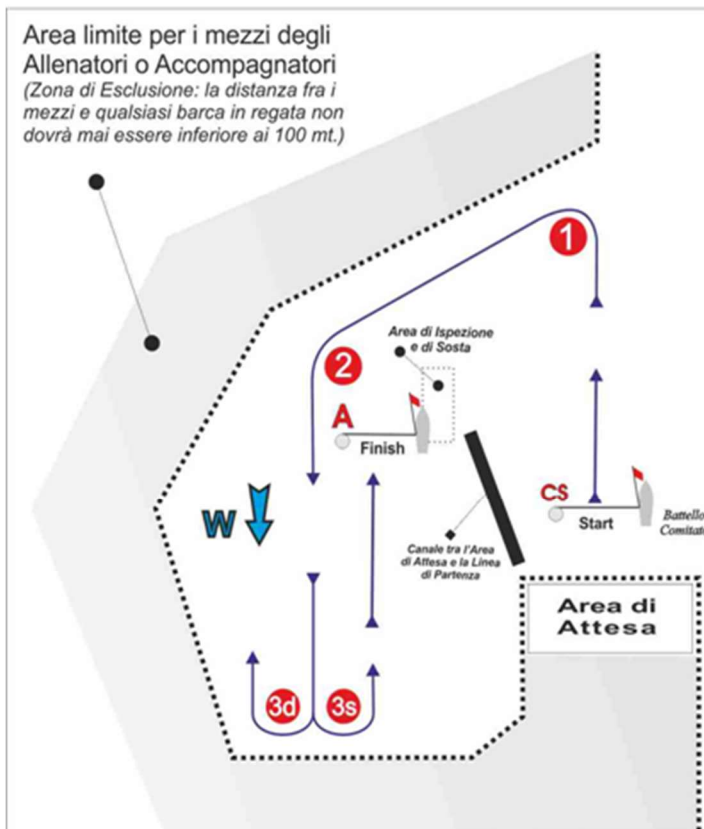 Area limite per i mezzi degli
Allenatori o Accompagnatori
(Zona di Esclusione: la distanza fra i
mezzi e qualsiasi barca in regata non
dovrà mai essere inferiore ai 100 mt.)
1
Area di Ispezione
e di Sosta
2
A
Finish
W
CS
Start
Battello
Comitato
Canale tra l'Area
di Attesa e la Linea
di Partenza
Area di
Attesa
3d
3s